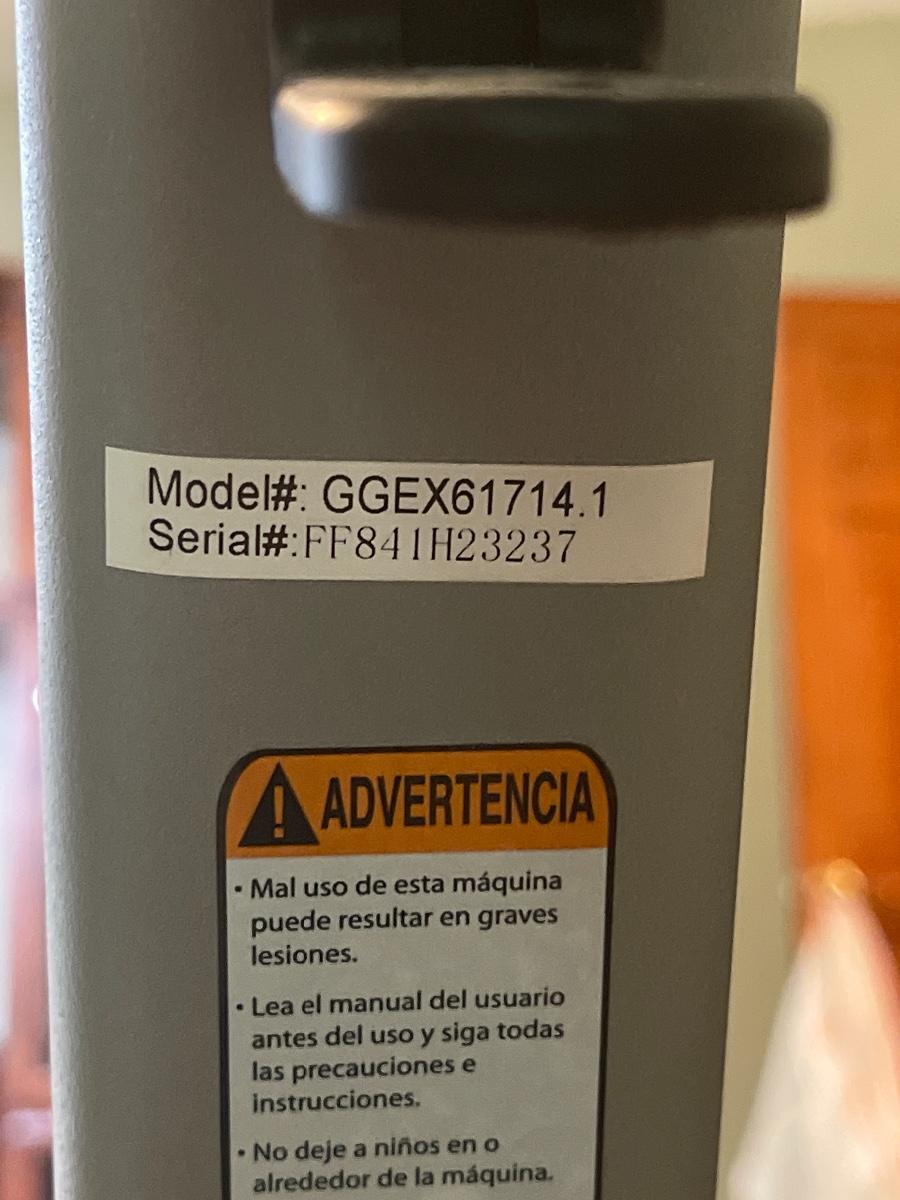 Model#: GGEX61714.1
Serial#:FF841H23237
ADVERTENCIA
• Mal uso de esta máquina
puede resultar en graves
lesiones.
• Lea el manual del usuario
antes del uso y siga todas
las precauciones e
instrucciones.
• No deje a niños en o
alrededor de la máquina.